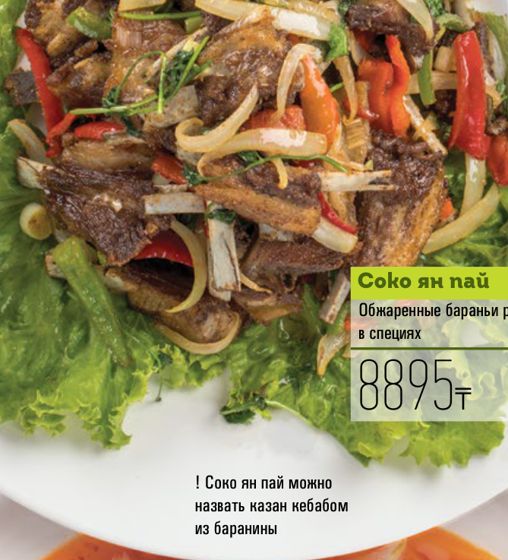 Соко ян пай
Обжаренные бараньи
в специях
8895₸
! Соко ян пай можно
назвать казан кебабом
из баранины